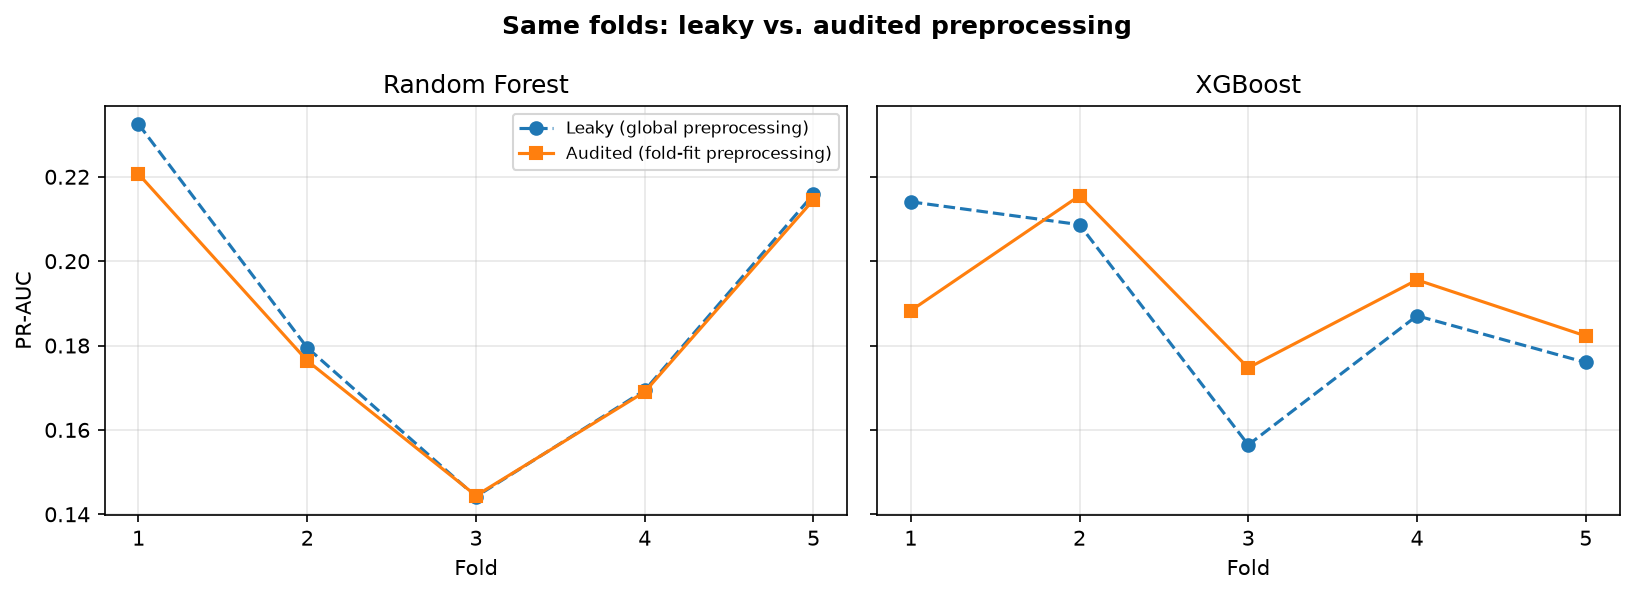 Same folds: leaky vs. audited preprocessing
Random Forest
XGBoost
Leaky (global preprocessing)
Audited (fold-fit preprocessing)
PR-AUC
0.22
0.20
0.18
0.16
0.14
1 2 3 4 5
Fold
1 2 3 4 5
Fold